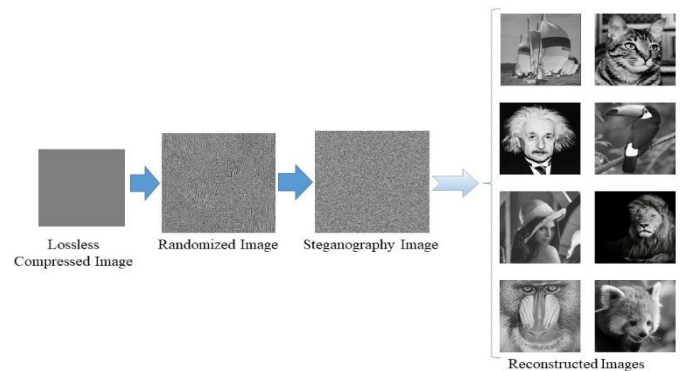 Lossless
Compressed Image
Randomized Image
Steganography Image
Reconstructed Images